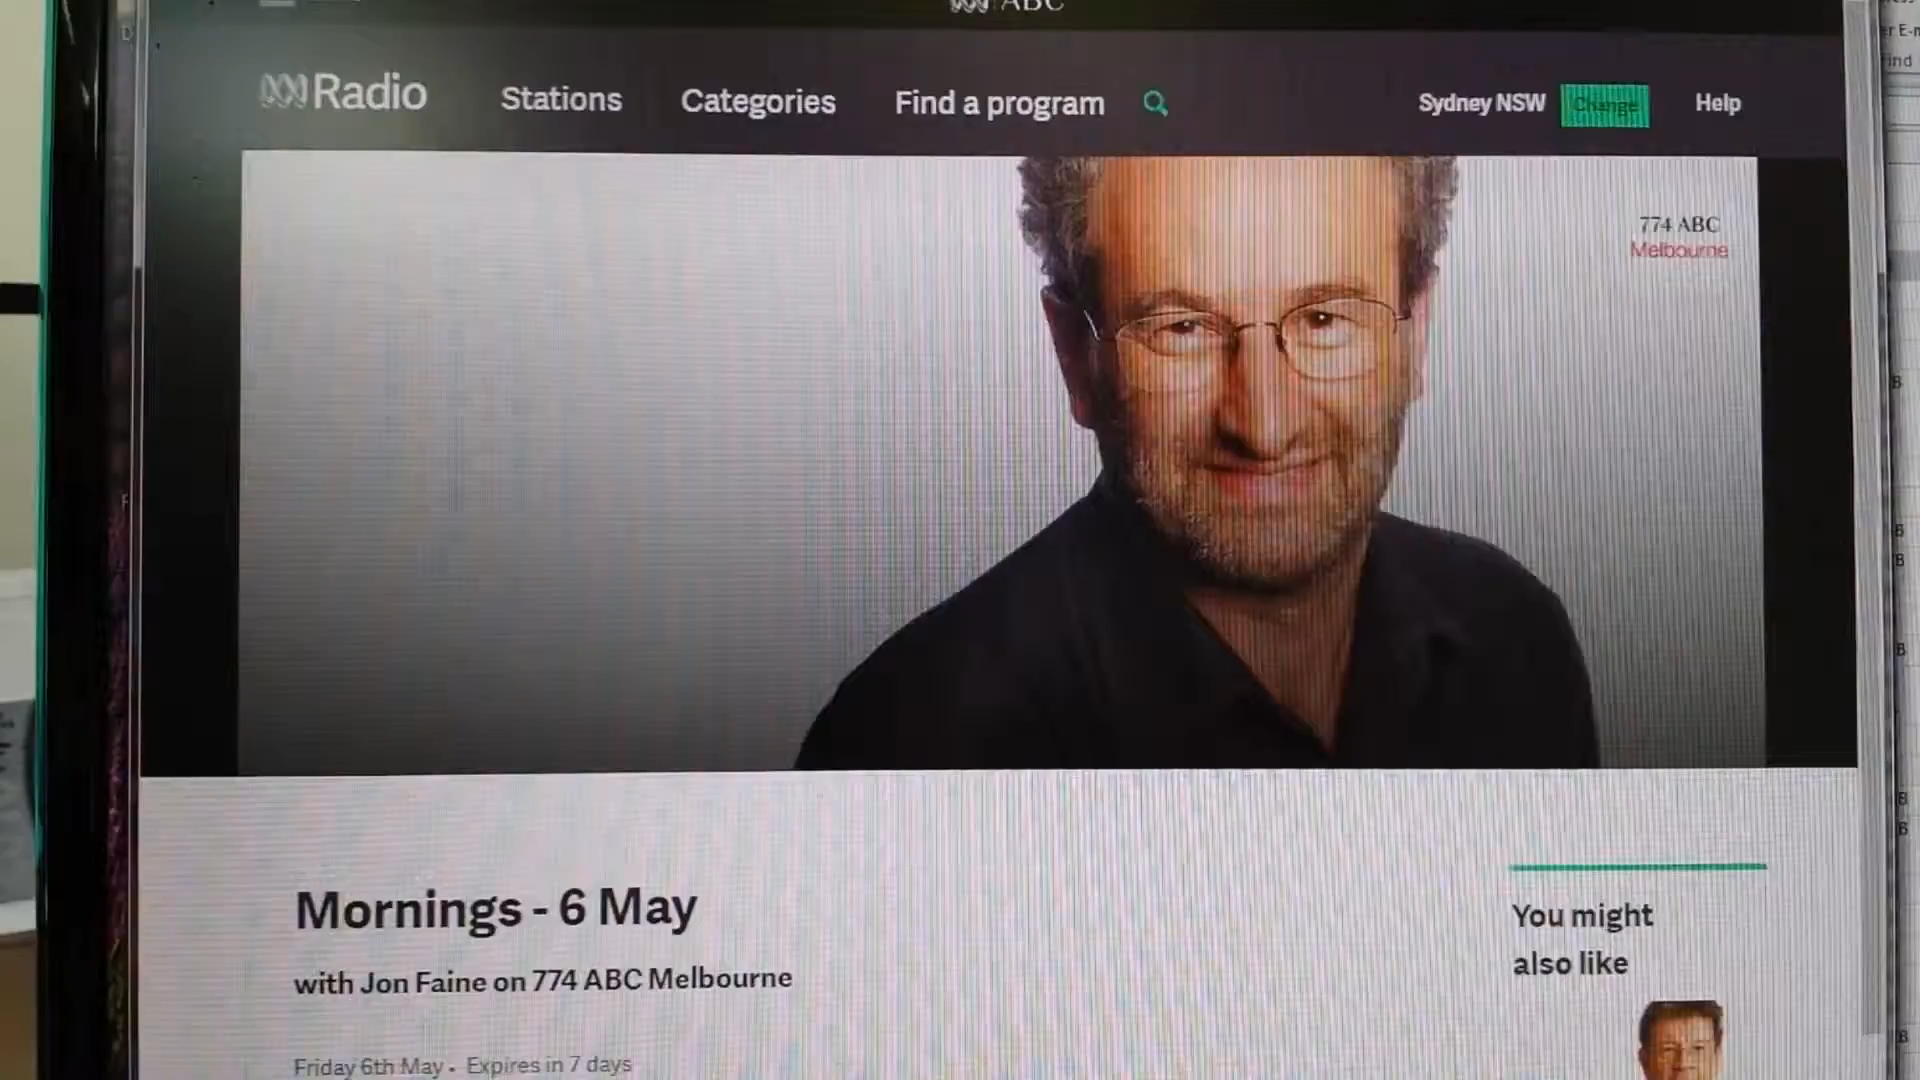 ABC
Radio Stations Categories Find a program Sydney NSW Change Help
774 ABC
Melbourne
Mornings - 6 May
with Jon Faine on 774 ABC Melbourne
Friday 6th May • Expires in 7 days
You might
also like